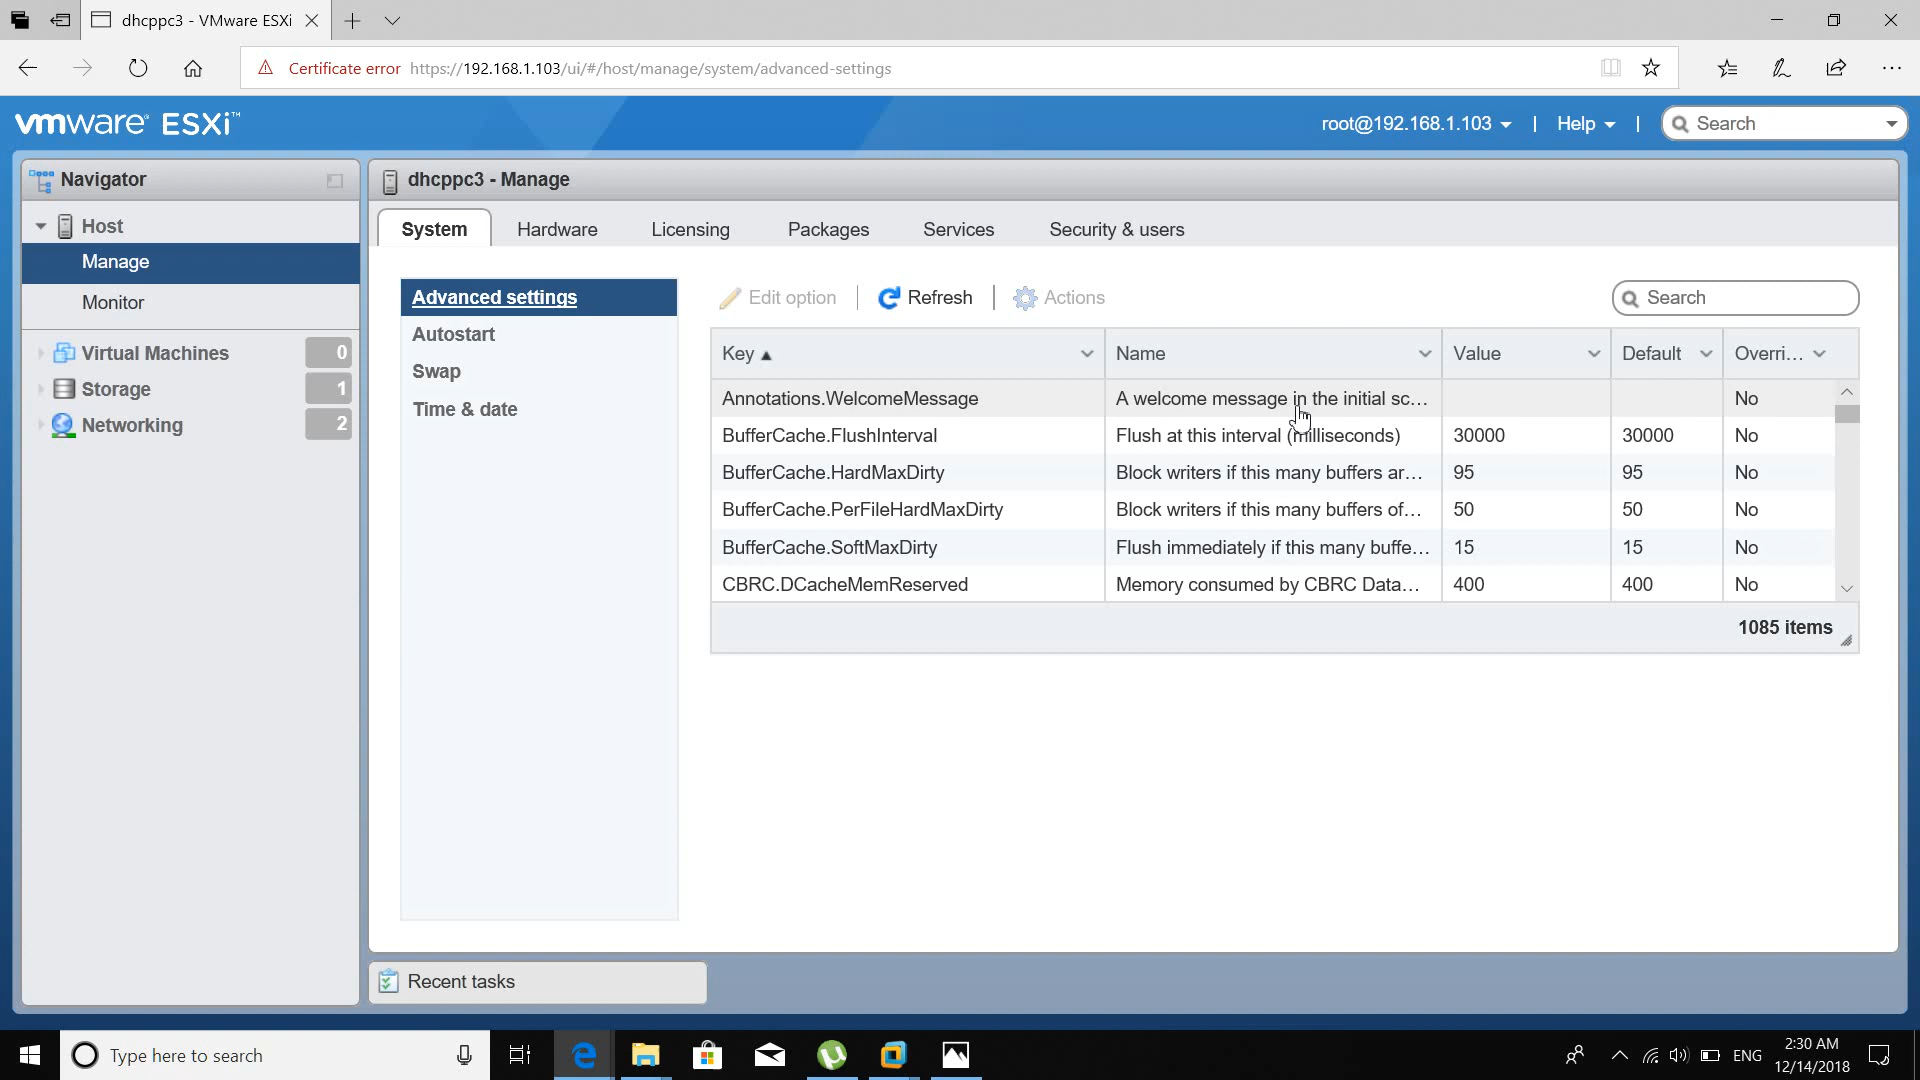 dhcppc3 - VMware ESXi
Certificate error https://192.168.1.103/ui/#/host/manage/system/advanced-settings
vmware ESXi™
root@192.168.1.103 | Help | Search
Navigator
Host
Manage
Monitor
Virtual Machines 0
Storage 1
Networking 2
dhcppc3 - Manage
System Hardware Licensing Packages Services Security & users
Advanced settings
Autostart
Swap
Time & date
Edit option | Refresh | Actions Search
Key Name Value Default Overri...
Annotations.WelcomeMessage A welcome message in the initial sc... No
BufferCache.FlushInterval Flush at this interval (milliseconds) 30000 30000 No
BufferCache.HardMaxDirty Block writers if this many buffers ar... 95 95 No
BufferCache.PerFileHardMaxDirty Block writers if this many buffers of... 50 50 No
BufferCache.SoftMaxDirty Flush immediately if this many buffe... 15 15 No
CBRC.DCacheMemReserved Memory consumed by CBRC Data... 400 400 No
1085 items
Recent tasks
Type here to search
ENG
2:30 AM
12/14/2018